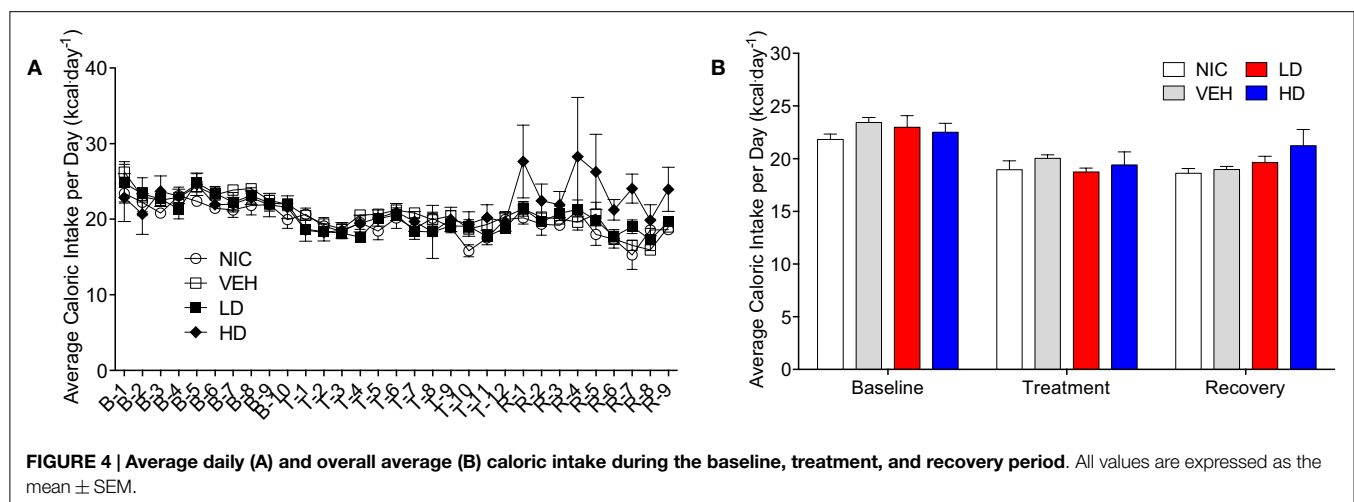 A
Average Caloric Intake per Day (kcal·day-1)
40
30
20
10
0
NIC
VEH
LD
HD
B-1
B-2
B-3
B-4
B-5
B-6
B-7
B-8
B-9
B-10
T-1
T-2
T-3
T-4
T-5
T-6
T-7
T-8
T-9
T-10
T-11
T-12
R-1
R-2
R-3
R-4
R-5
R-6
R-7
R-8
R-9
B
Average Caloric Intake per Day (kcal·day-1)
30
25
20
15
10
5
0
NIC LD
VEH HD
Baseline Treatment Recovery
FIGURE 4 | Average daily (A) and overall average (B) caloric intake during the baseline, treatment, and recovery period. All values are expressed as the
mean ± SEM.